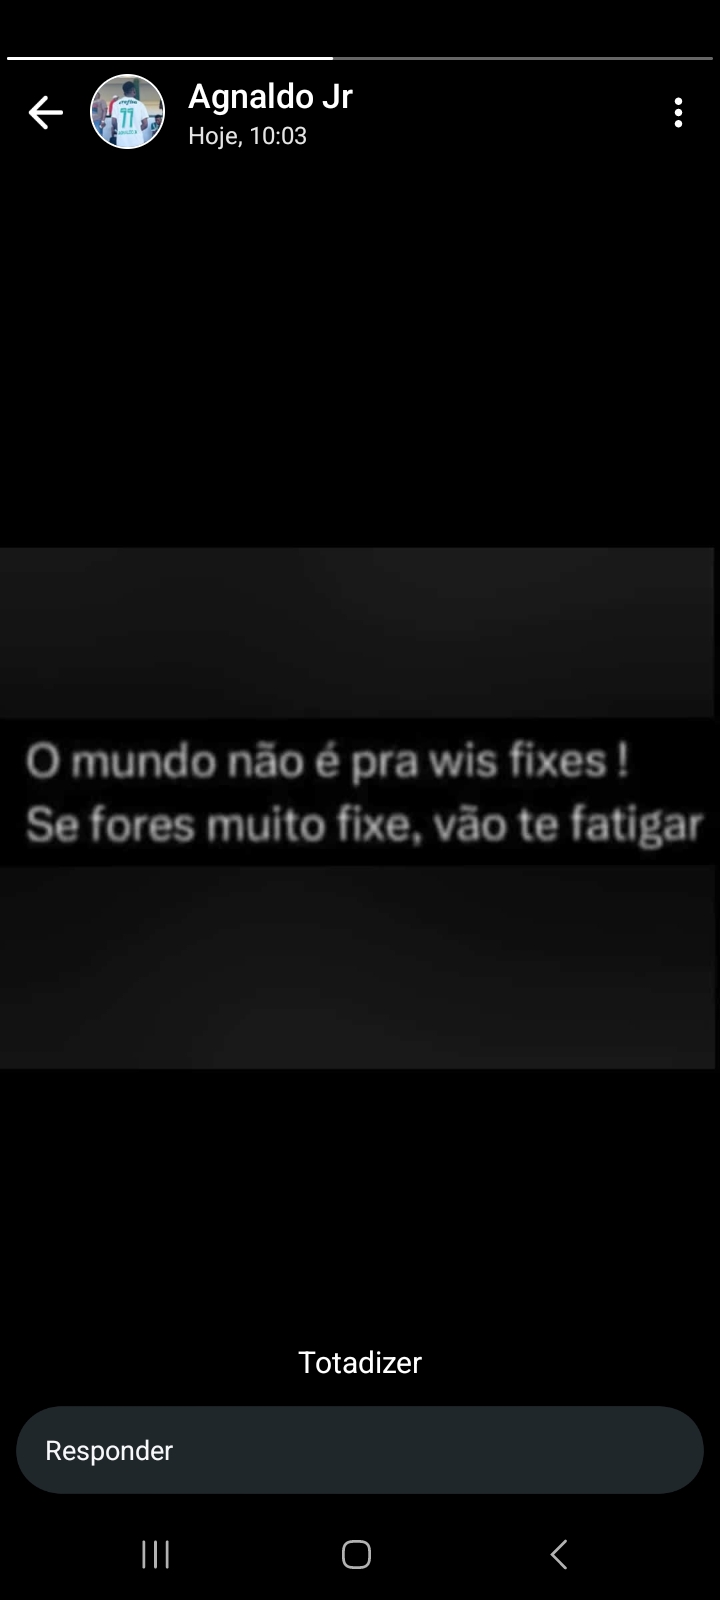 Agnaldo Jr
Hoje, 10:03
O mundo não é pra wis fixes !
Se fores muito fixe, vão te fatigar
Totadizer
Responder